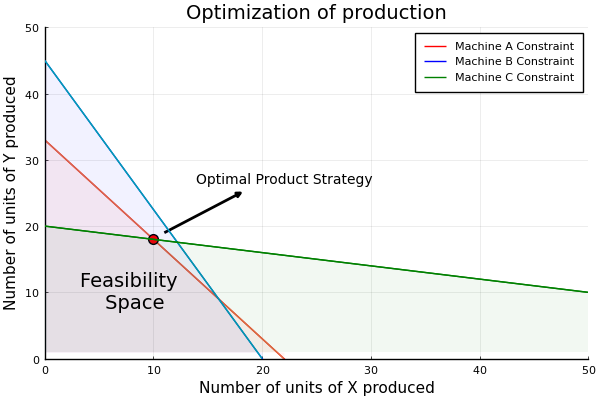 Optimization of production
Machine A Constraint
Machine B Constraint
Machine C Constraint
Optimal Product Strategy
Feasibility
Space
Number of units of Y produced
50
40
30
20
10
0
0 10 20 30 40 50
Number of units of X produced